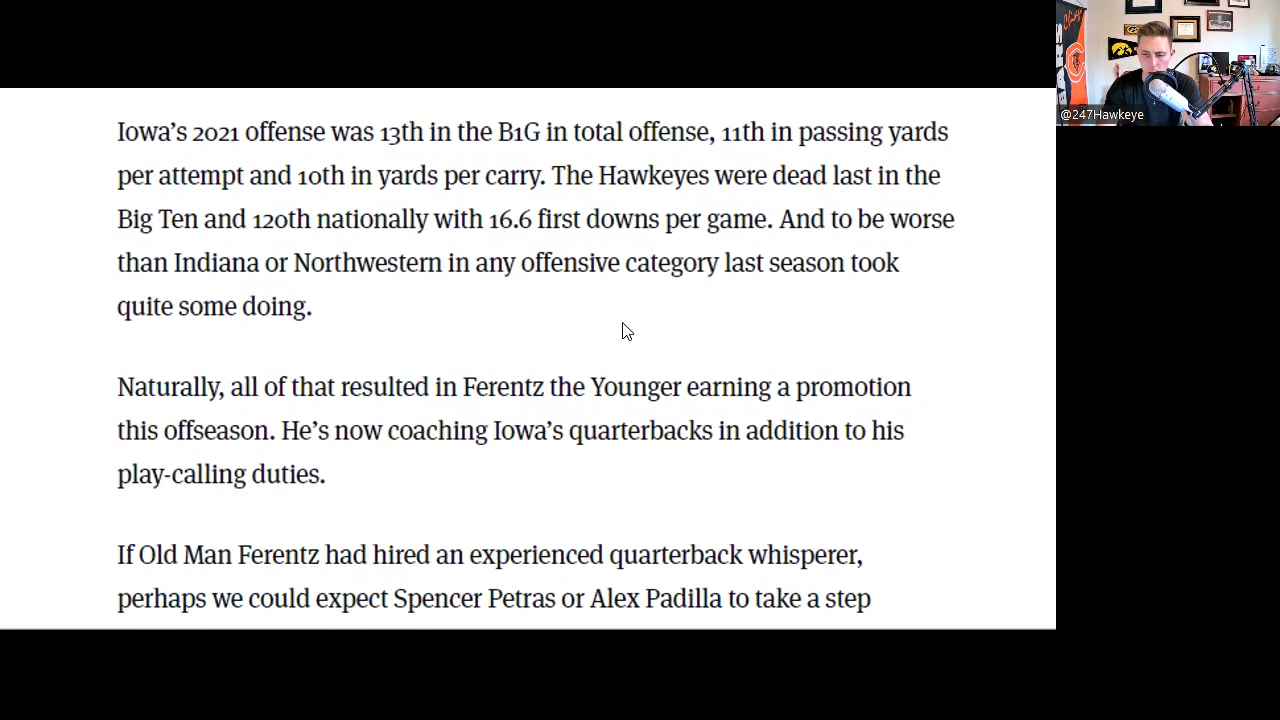 Iowa’s 2021 offense was 13th in the B1G in total offense, 11th in passing yards
per attempt and 10th in yards per carry. The Hawkeyes were dead last in the
Big Ten and 120th nationally with 16.6 first downs per game. And to be worse
than Indiana or Northwestern in any offensive category last season took
quite some doing.
Naturally, all of that resulted in Ferentz the Younger earning a promotion
this offseason. He’s now coaching Iowa’s quarterbacks in addition to his
play-calling duties.
If Old Man Ferentz had hired an experienced quarterback whisperer,
perhaps we could expect Spencer Petras or Alex Padilla to take a step
@247Hawkeye